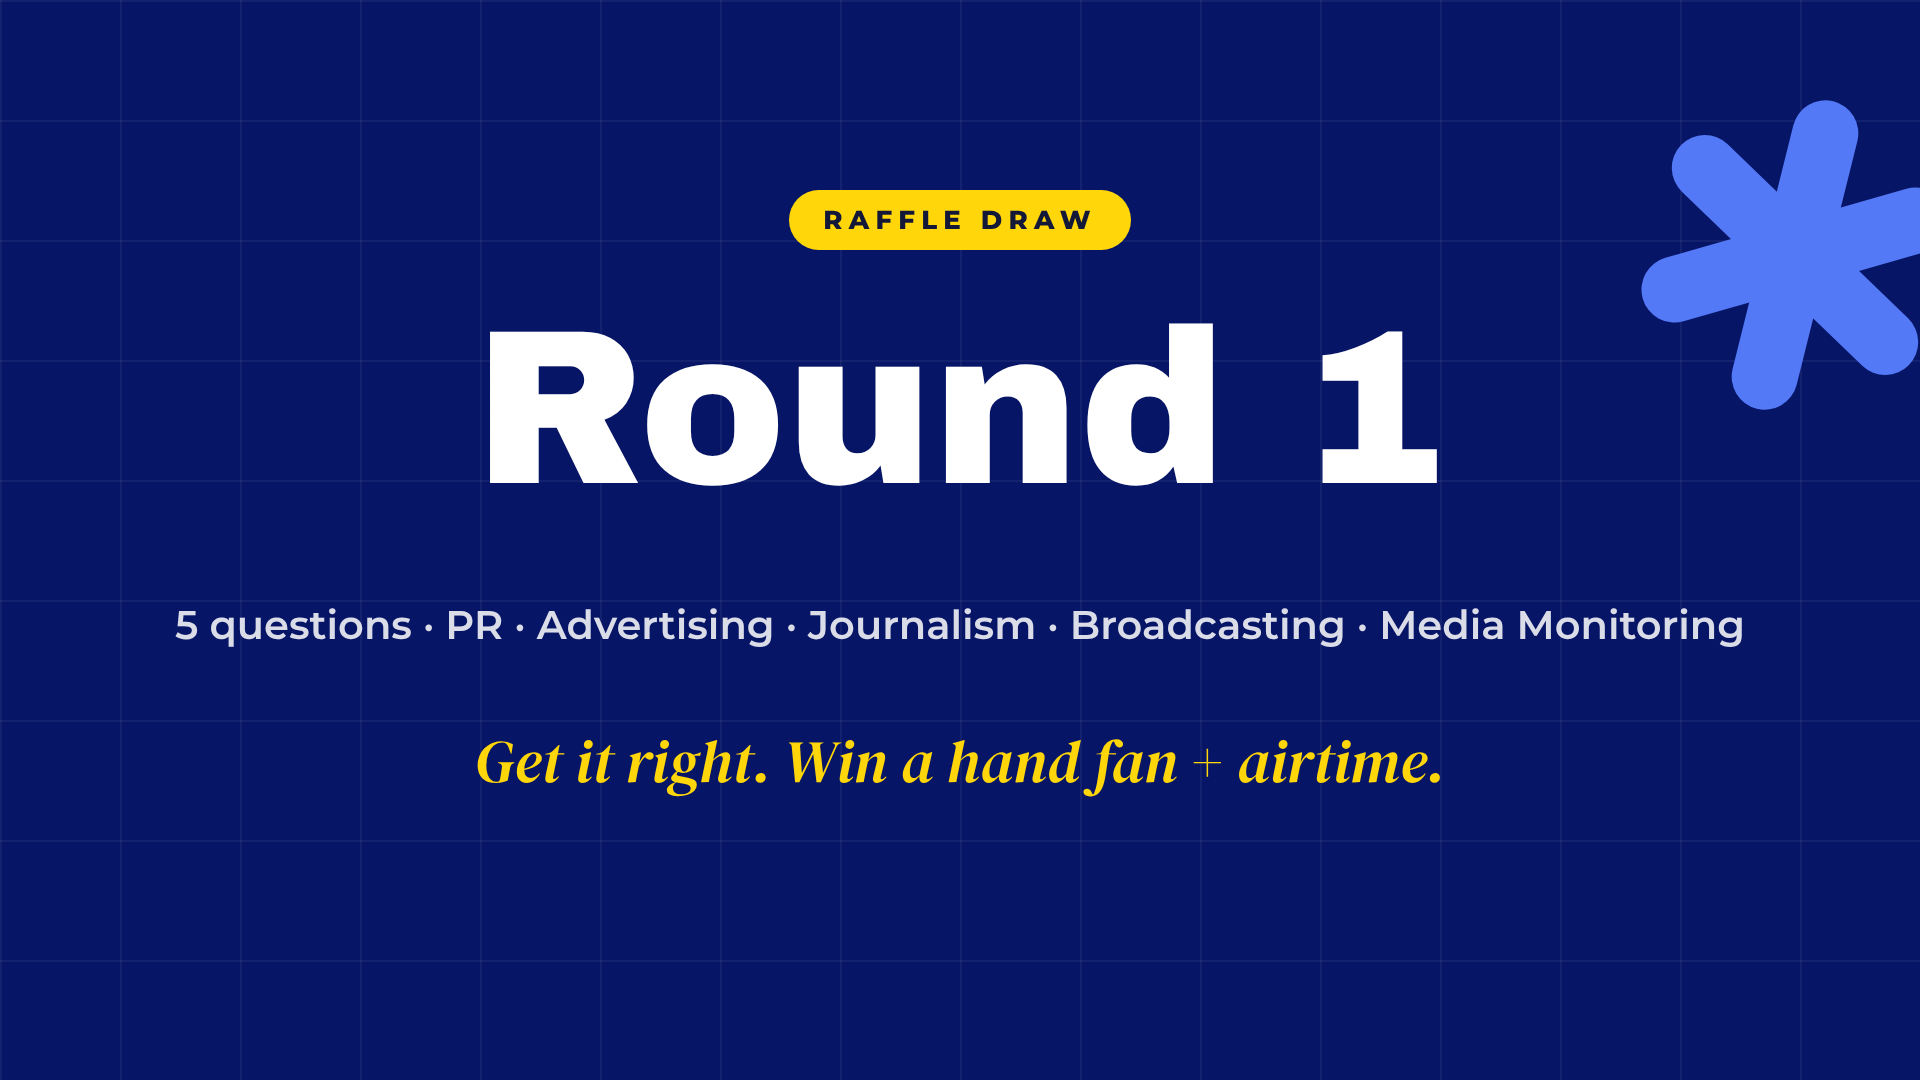 RAFFLE DRAW
Round 1
5 questions · PR · Advertising · Journalism · Broadcasting · Media Monitoring
Get it right. Win a hand fan + airtime.